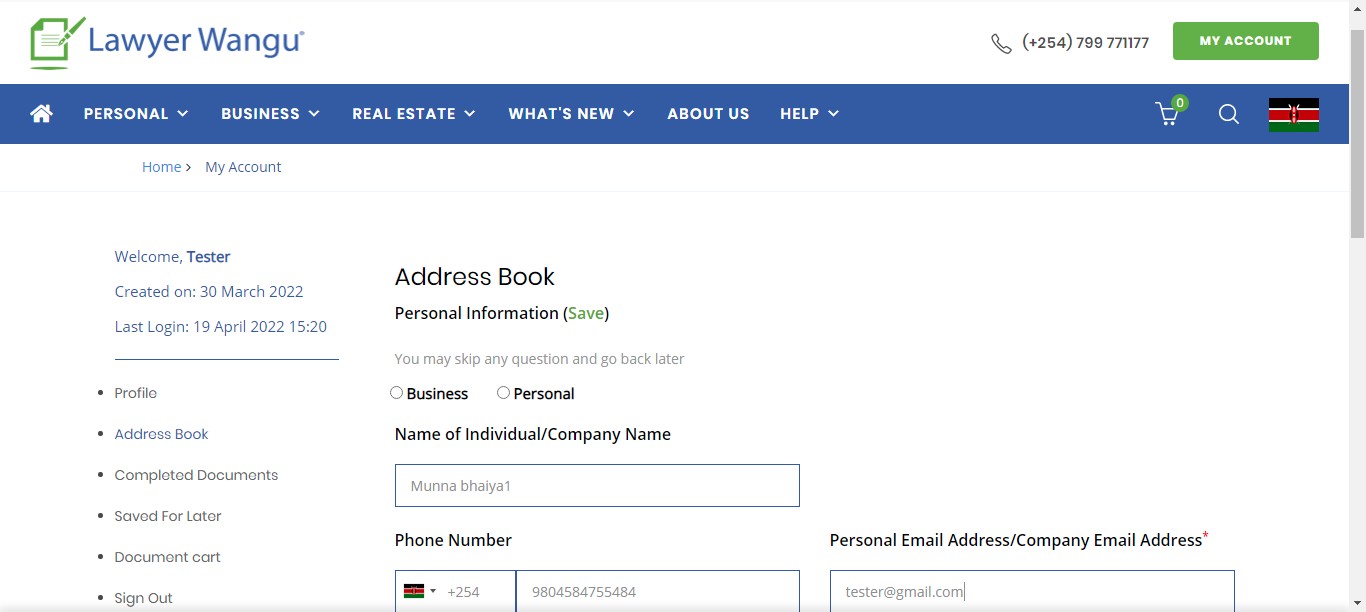 Lawyer Wangu
(+254) 799 771177
MY ACCOUNT
PERSONAL BUSINESS REAL ESTATE WHAT'S NEW ABOUT US HELP 0
Home My Account
Welcome, Tester
Created on: 30 March 2022
Last Login: 19 April 2022 15:20
Profile
Address Book
Completed Documents
Saved For Later
Document cart
Sign Out
Address Book
Personal Information (Save)
You may skip any question and go back later
Business Personal
Name of Individual/Company Name
Munna bhaiya1
Phone Number
+254 9804584755484
Personal Email Address/Company Email Address*
tester@gmail.com